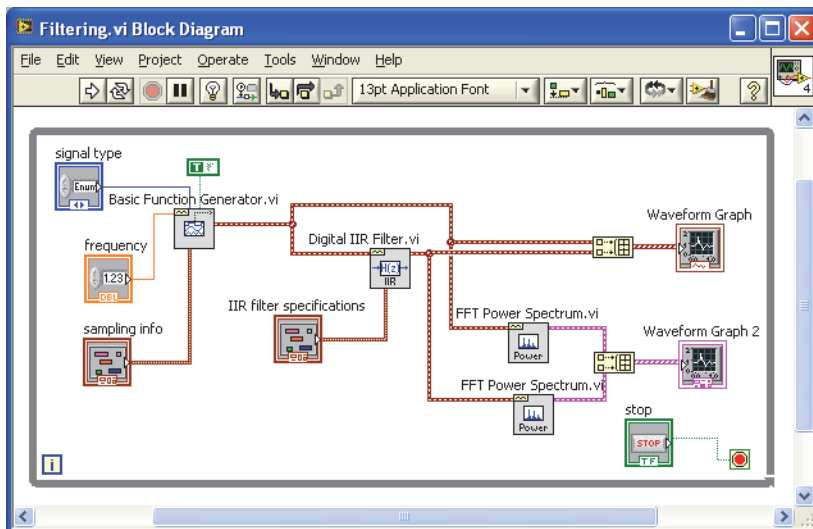 Filtering.vi Block Diagram
File Edit View Project Operate Tools Window Help
13pt Application Font
4
signal type
Enum
T F
Basic Function Generator.vi
Waveform Graph
frequency
1.23
DBL
Digital IIR Filter.vi
H(z)
IIR
sampling info
IIR filter specifications
FFT Power Spectrum.vi
Power
Waveform Graph 2
FFT Power Spectrum.vi
Power
stop
STOP
TF
i